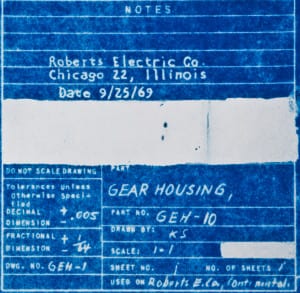 NOTES
Roberts Electric Co.
Chicago 22, Illinois
Date 9/25/69
DO NOT SCALE DRAWING
Tolerances Unless
Otherwise Speci-
fied
DECIMAL + .005
DIMENSION -
FRACTIONAL + 1
DIMENSION - 64
DWG. NO. GEH-1
PART
GEAR HOUSING,
PART NO. GEH-10
DRAWN BY: KS
SCALE: 1-1
SHEET NO. 1 NO. OF SHEETS 1
USED ON Roberts E.Co, Continental.